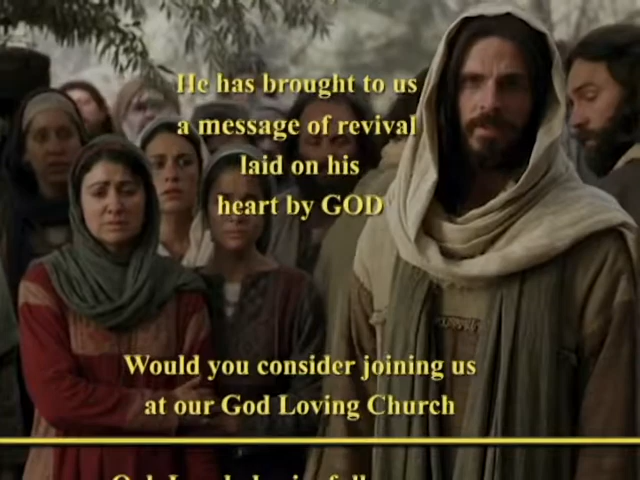 He has brought to us
a message of revival
laid on his
heart by GOD
Would you consider joining us
at our God Loving Church